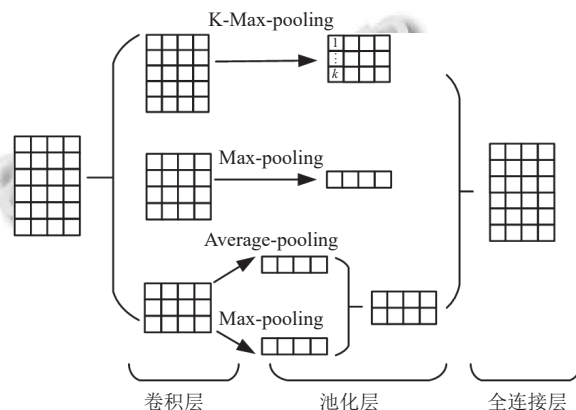 K-Max-pooling
1
⋮
k
Max-pooling
Average-pooling
Max-pooling
卷积层
池化层
全连接层